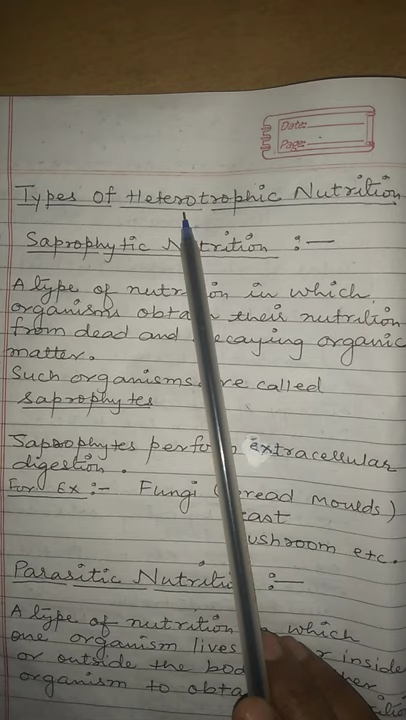 Date:
Page:
Types of Heterotrophic Nutrition
Saprophytic N trition :-
A type of nutr on in which
organisms obta their nutrition
from dead and ecaying organic
matter.
Such organisms re called
saprophytes
Saprophytes perfo extracellular
digestion.
For Ex :- Fungi ( read moulds)
east
ushroom etc.
Parasitic Nutriti :-
A type of nutrition which
one organism lives inside
or outside the bod
organism to obta